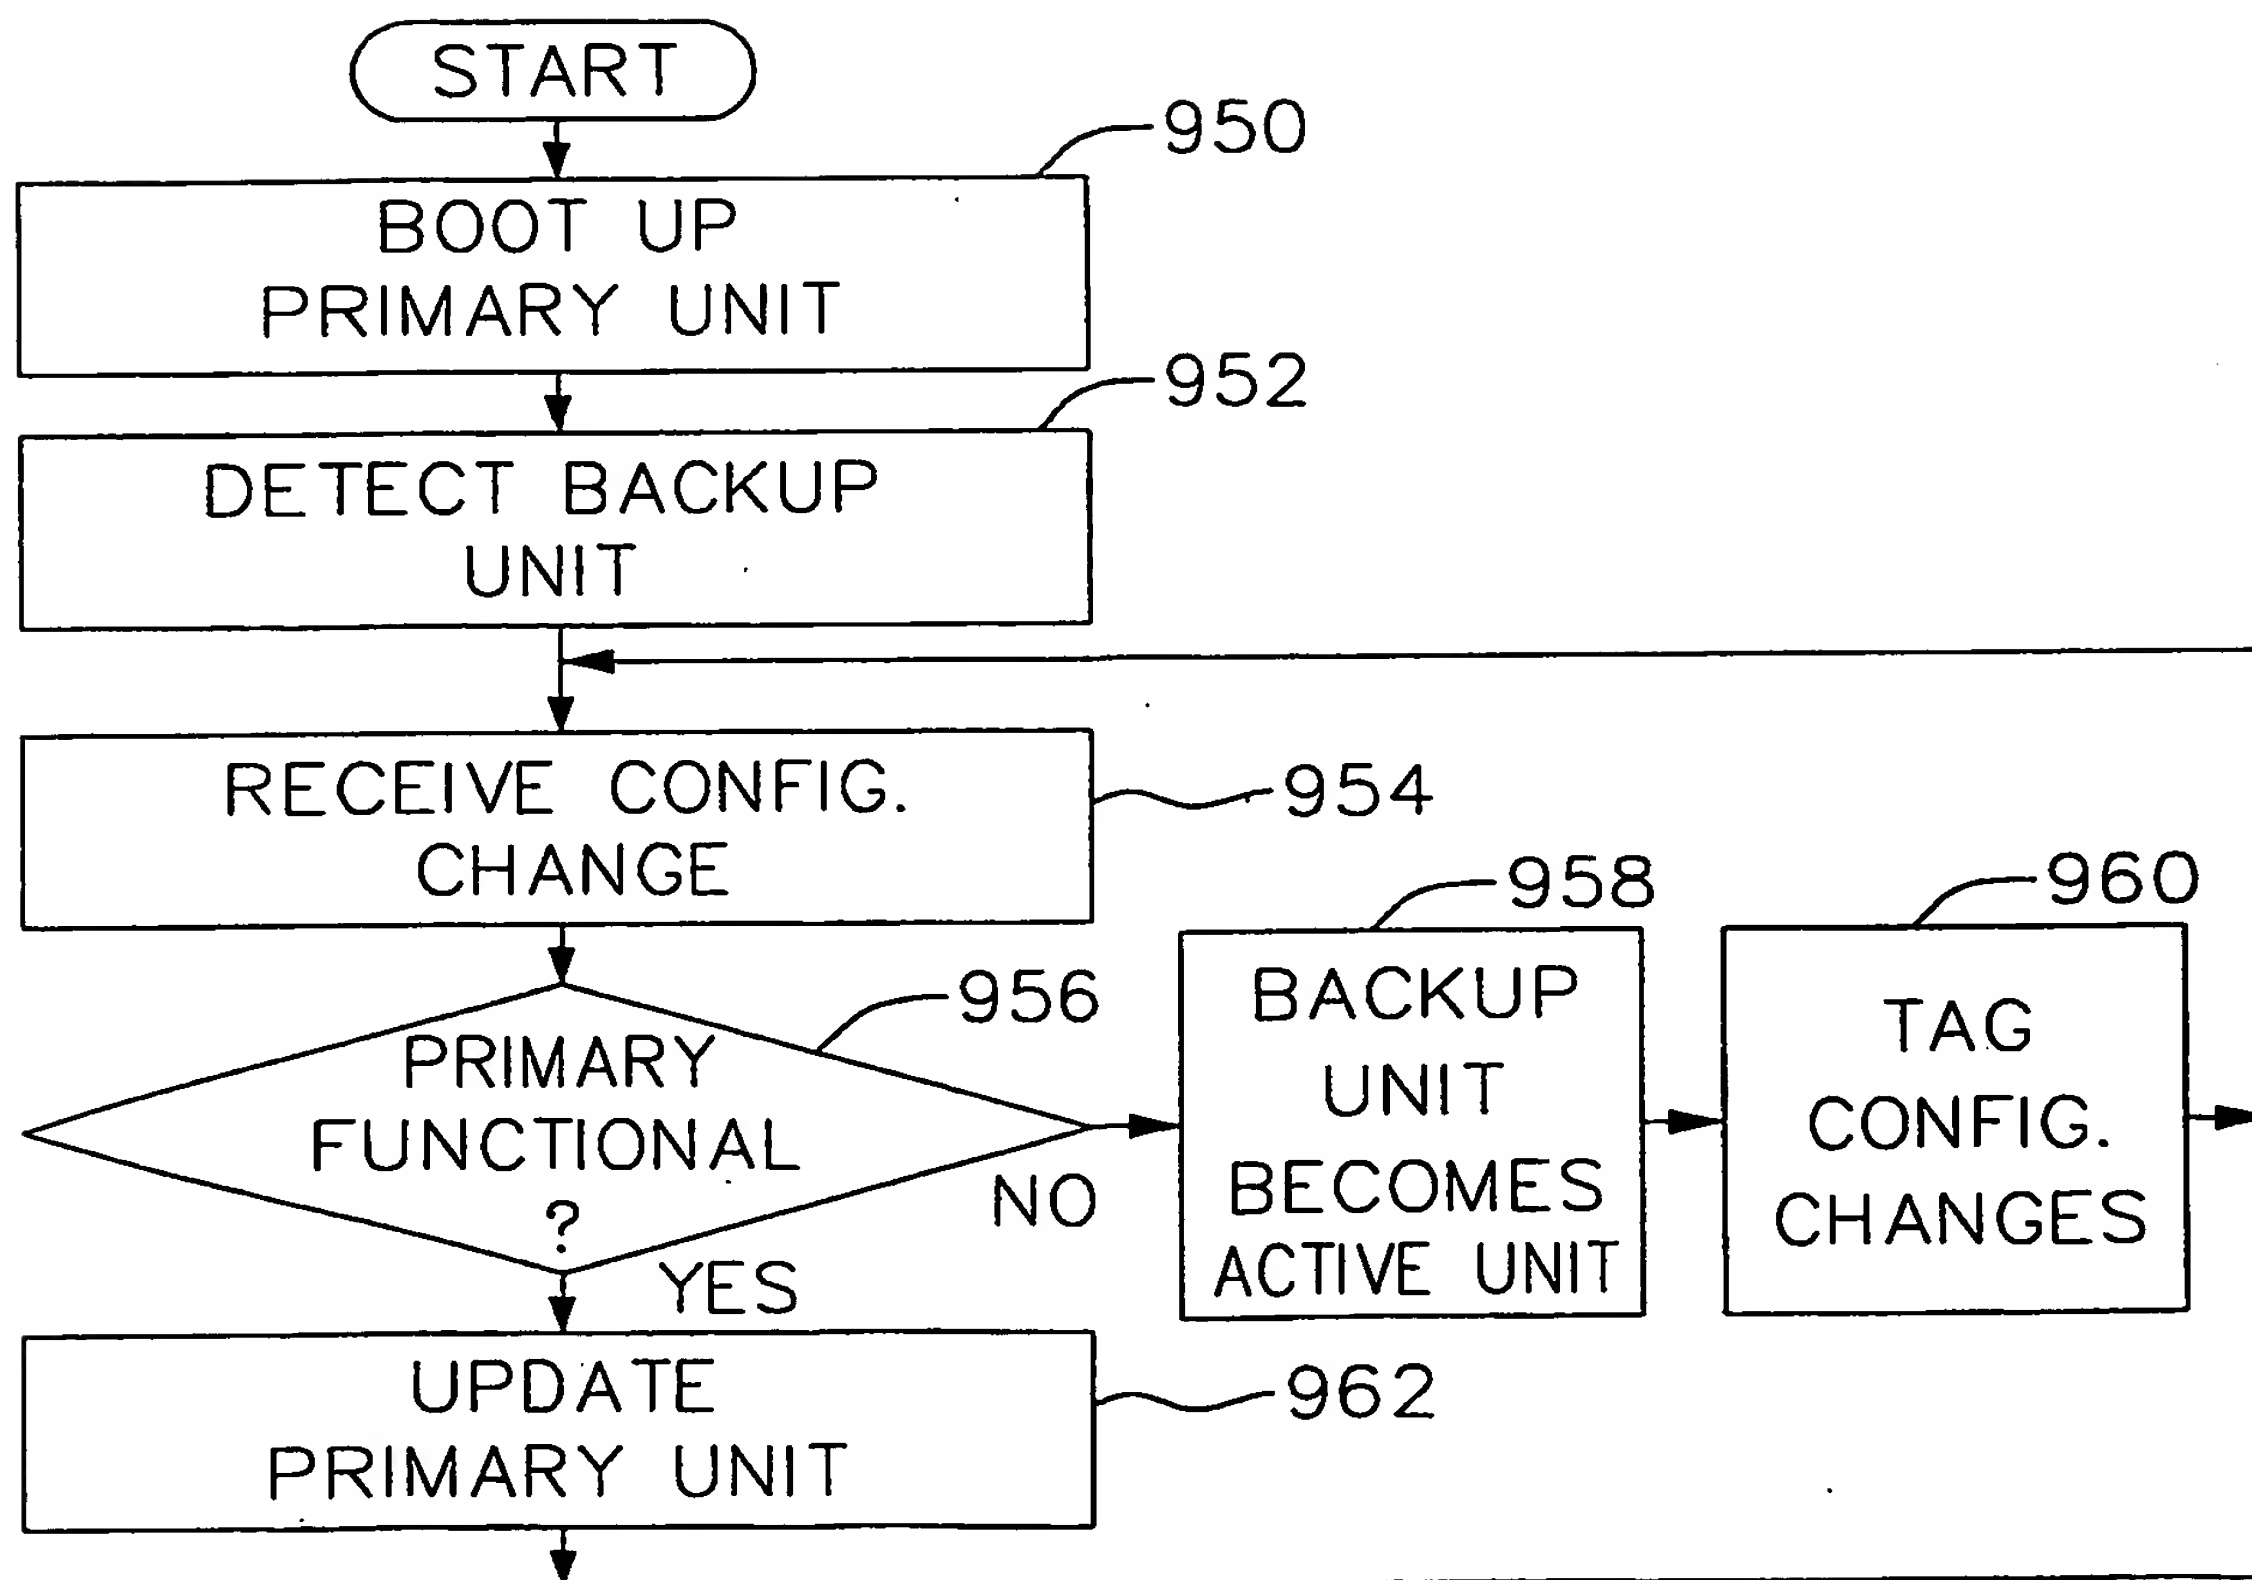 START
950
BOOT UP
PRIMARY UNIT
952
DETECT BACKUP
UNIT
RECEIVE CONFIG.
CHANGE
954
956
PRIMARY
FUNCTIONAL
?
NO
YES
958
BACKUP
UNIT
BECOMES
ACTIVE UNIT
960
TAG
CONFIG.
CHANGES
UPDATE
PRIMARY UNIT
962